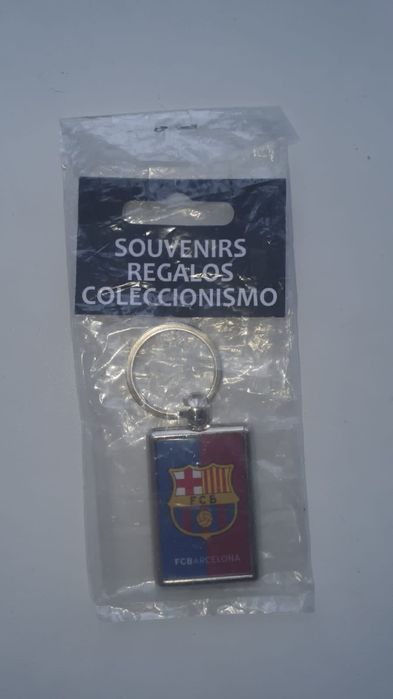 SOUVENIRS
REGALOS
COLECCIONISMO
FCB
FCBARCELONA